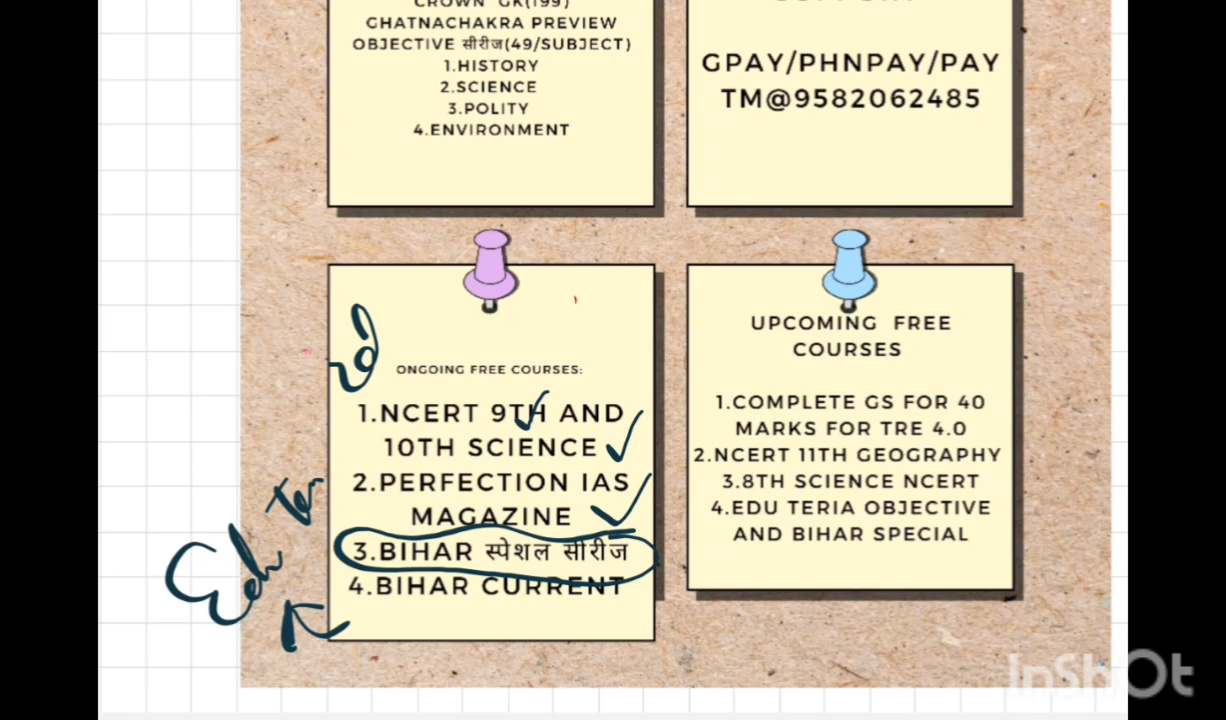 CROWN GK(199)
GHATNACHAKRA PREVIEW
OBJECTIVE सीरीज(49/SUBJECT)
1.HISTORY
2.SCIENCE
3.POLITY
4.ENVIRONMENT
GPAY/PHNPAY/PAY
TM@9582062485
ONGOING FREE COURSES:
1.NCERT 9TH AND
10TH SCIENCE
2.PERFECTION IAS
MAGAZINE
3.BIHAR स्पेशल सीरीज
4.BIHAR CURRENT
Edu
UPCOMING FREE
COURSES
1.COMPLETE GS FOR 40
MARKS FOR TRE 4.0
2.NCERT 11TH GEOGRAPHY
3.8TH SCIENCE NCERT
4.EDU TERIA OBJECTIVE
AND BIHAR SPECIAL
InShOt